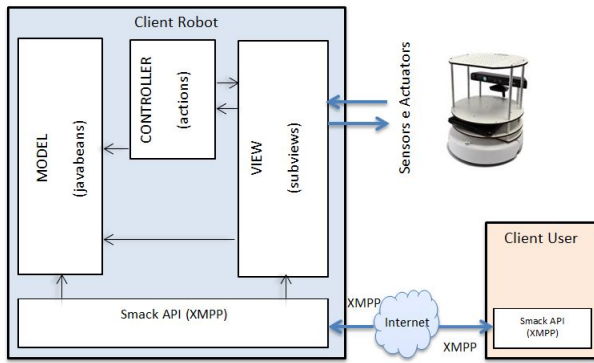 Client Robot
MODEL
(javabeans)
CONTROLLER
(actions)
VIEW
(subviews)
Sensors e Actuators
Smack API (XMPP)
XMPP
Internet
XMPP
Client User
Smack API
(XMPP)